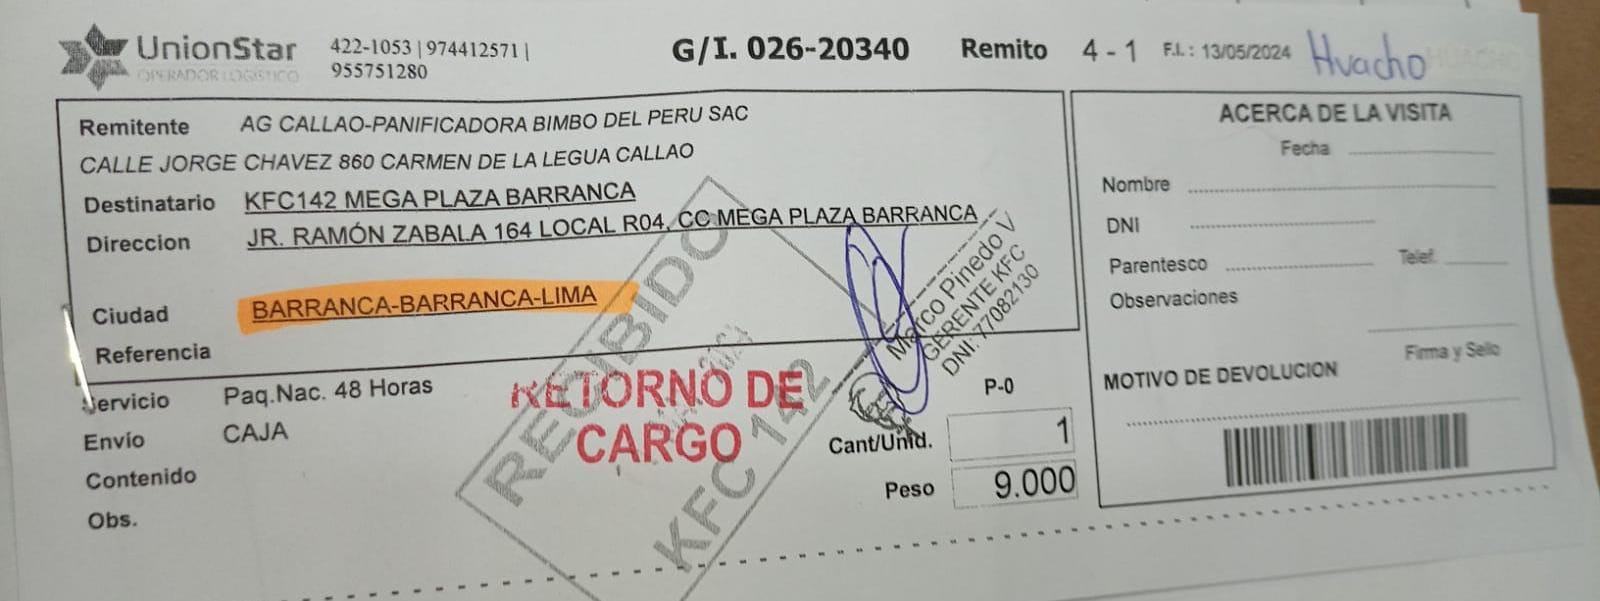 UnionStar
OPERADOR LOGISTICO
422-1053 | 974412571 |
955751280
G/I. 026-20340
Remito 4 - 1
F.I.: 13/05/2024
Huacho
HUACHO
Remitente AG CALLAO-PANIFICADORA BIMBO DEL PERU SAC
CALLE JORGE CHAVEZ 860 CARMEN DE LA LEGUA CALLAO
Destinatario KFC142 MEGA PLAZA BARRANCA
Direccion JR. RAMÓN ZABALA 164 LOCAL R04, CC MEGA PLAZA BARRANCA
Ciudad BARRANCA-BARRANCA-LIMA
Referencia
Servicio Paq.Nac. 48 Horas
Envío CAJA
Contenido
Obs.
RETORNO DE
CARGO
RECIBIDO
KFC 142
Marco Pinedo V
GERENTE KFC
DNI: 77082130
P-0
Cant/Unid. 1
Peso 9.000
ACERCA DE LA VISITA
Fecha
Nombre
DNI
Parentesco Telef.
Observaciones
Firma y Sello
MOTIVO DE DEVOLUCION